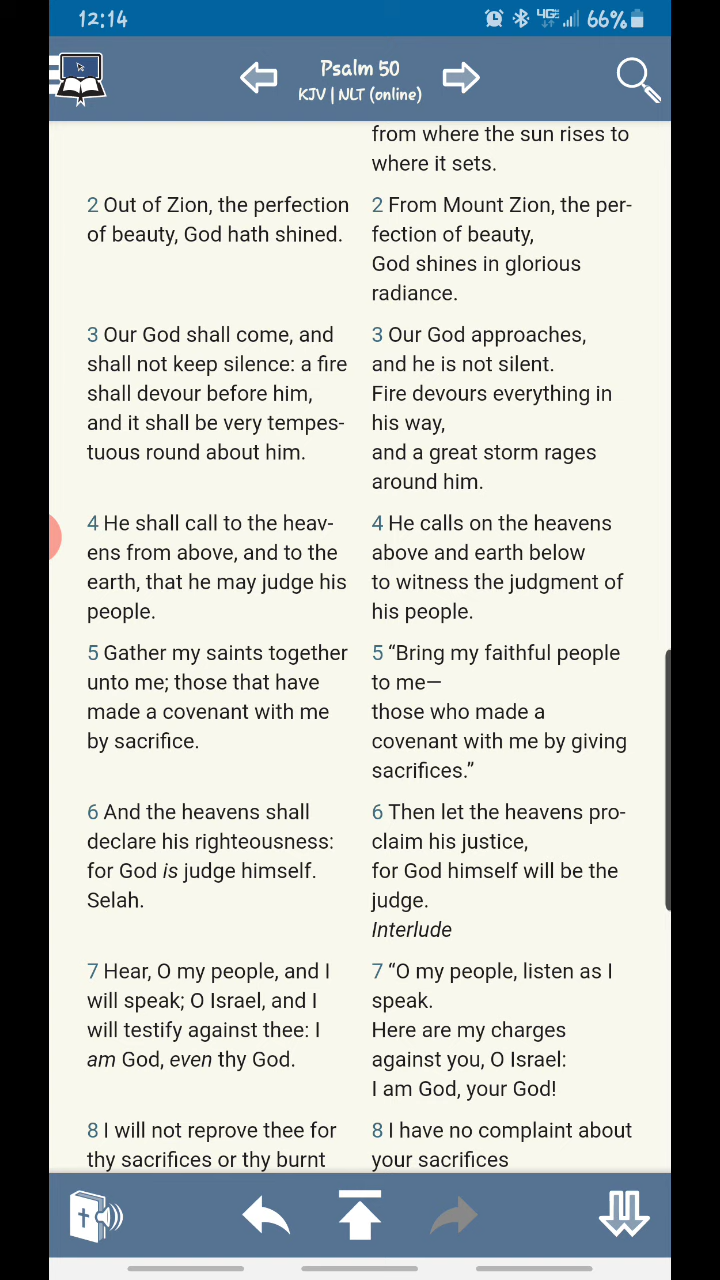 12:14
4GE 66%
Psalm 50
KJV | NLT (online)
from where the sun rises to
where it sets.
2 Out of Zion, the perfection
of beauty, God hath shined.
2 From Mount Zion, the per-
fection of beauty,
God shines in glorious
radiance.
3 Our God shall come, and
shall not keep silence: a fire
shall devour before him,
and it shall be very tempes-
tuous round about him.
3 Our God approaches,
and he is not silent.
Fire devours everything in
his way,
and a great storm rages
around him.
4 He shall call to the heav-
ens from above, and to the
earth, that he may judge his
people.
4 He calls on the heavens
above and earth below
to witness the judgment of
his people.
5 Gather my saints together
unto me; those that have
made a covenant with me
by sacrifice.
5 “Bring my faithful people
to me—
those who made a
covenant with me by giving
sacrifices.”
6 And the heavens shall
declare his righteousness:
for God is judge himself.
Selah.
6 Then let the heavens pro-
claim his justice,
for God himself will be the
judge.
Interlude
7 Hear, O my people, and I
will speak; O Israel, and I
will testify against thee: I
am God, even thy God.
7 “O my people, listen as I
speak.
Here are my charges
against you, O Israel:
I am God, your God!
8 I will not reprove thee for
thy sacrifices or thy burnt
8 I have no complaint about
your sacrifices